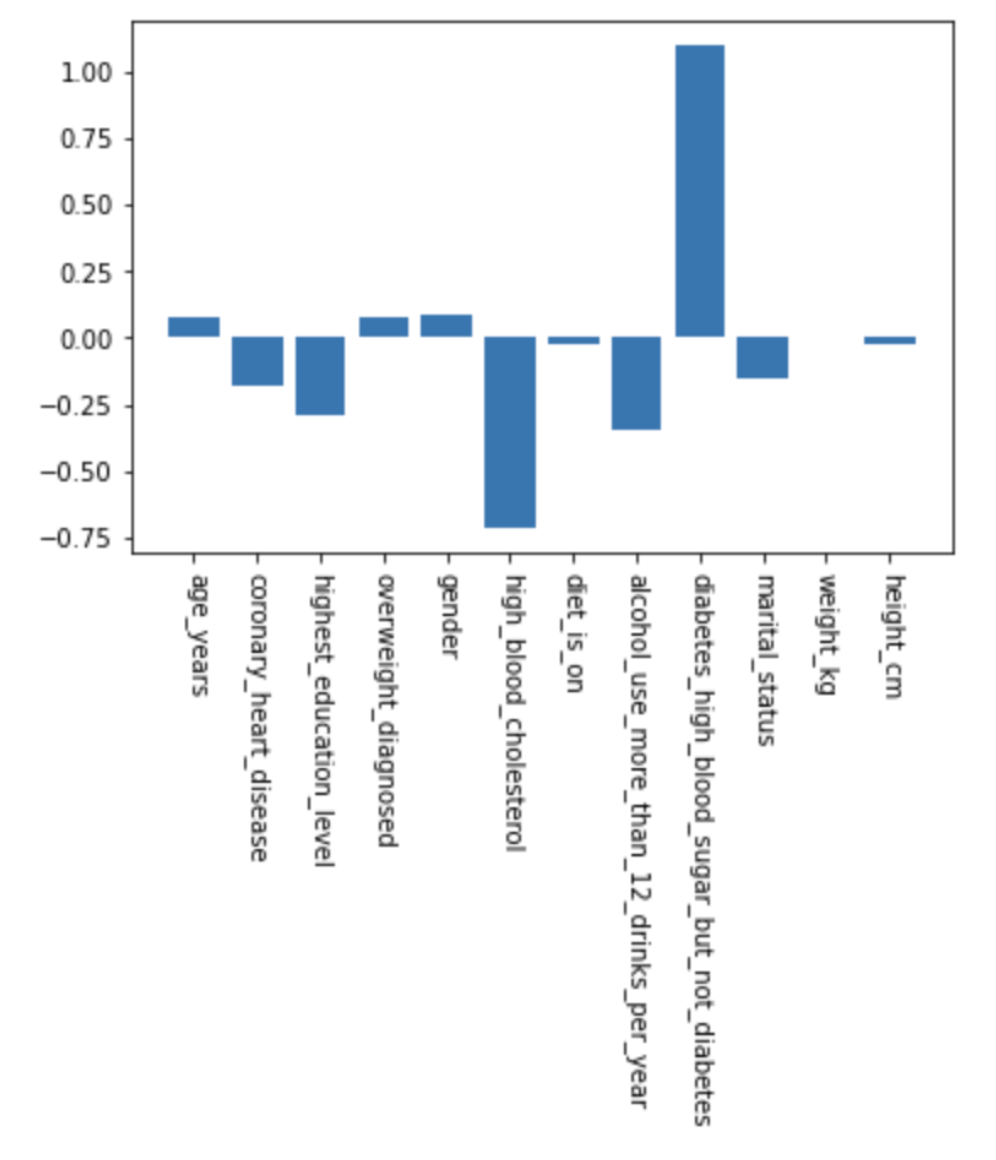 1.00
0.75
0.50
0.25
0.00
−0.25
−0.50
−0.75
age_years
coronary_heart_disease
highest_education_level
overweight_diagnosed
gender
high_blood_cholesterol
diet_is_on
alcohol_use_more_than_12_drinks_per_year
diabetes_high_blood_sugar_but_not_diabetes
marital_status
weight_kg
height_cm